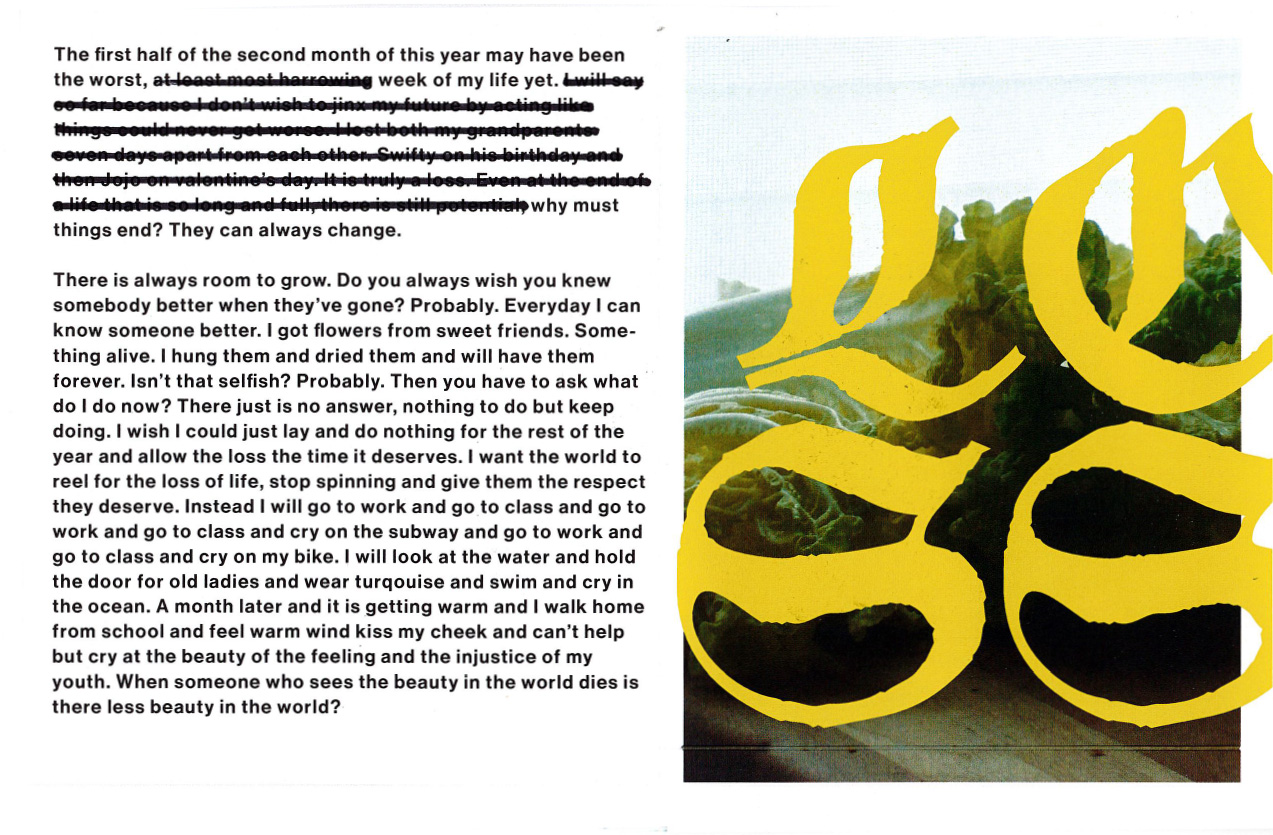 The first half of the second month of this year may have been
the worst, at least most harrowing week of my life yet. I will say
so far because I don't wish to jinx my future by acting like
things could never get worse. I lost both my grandparents
seven days apart from each other. Swifty on his birthday and
then Jojo on valentine's day. It is truly a loss. Even at the end of
a life that is so long and full, there is still potential, why must
things end? They can always change.
There is always room to grow. Do you always wish you knew
somebody better when they've gone? Probably. Everyday I can
know someone better. I got flowers from sweet friends. Some-
thing alive. I hung them and dried them and will have them
forever. Isn't that selfish? Probably. Then you have to ask what
do I do now? There just is no answer, nothing to do but keep
doing. I wish I could just lay and do nothing for the rest of the
year and allow the loss the time it deserves. I want the world to
reel for the loss of life, stop spinning and give them the respect
they deserve. Instead I will go to work and go to class and go to
work and go to class and cry on the subway and go to work and
go to class and cry on my bike. I will look at the water and hold
the door for old ladies and wear turqouise and swim and cry in
the ocean. A month later and it is getting warm and I walk home
from school and feel warm wind kiss my cheek and can't help
but cry at the beauty of the feeling and the injustice of my
youth. When someone who sees the beauty in the world dies is
there less beauty in the world?
LO
SS